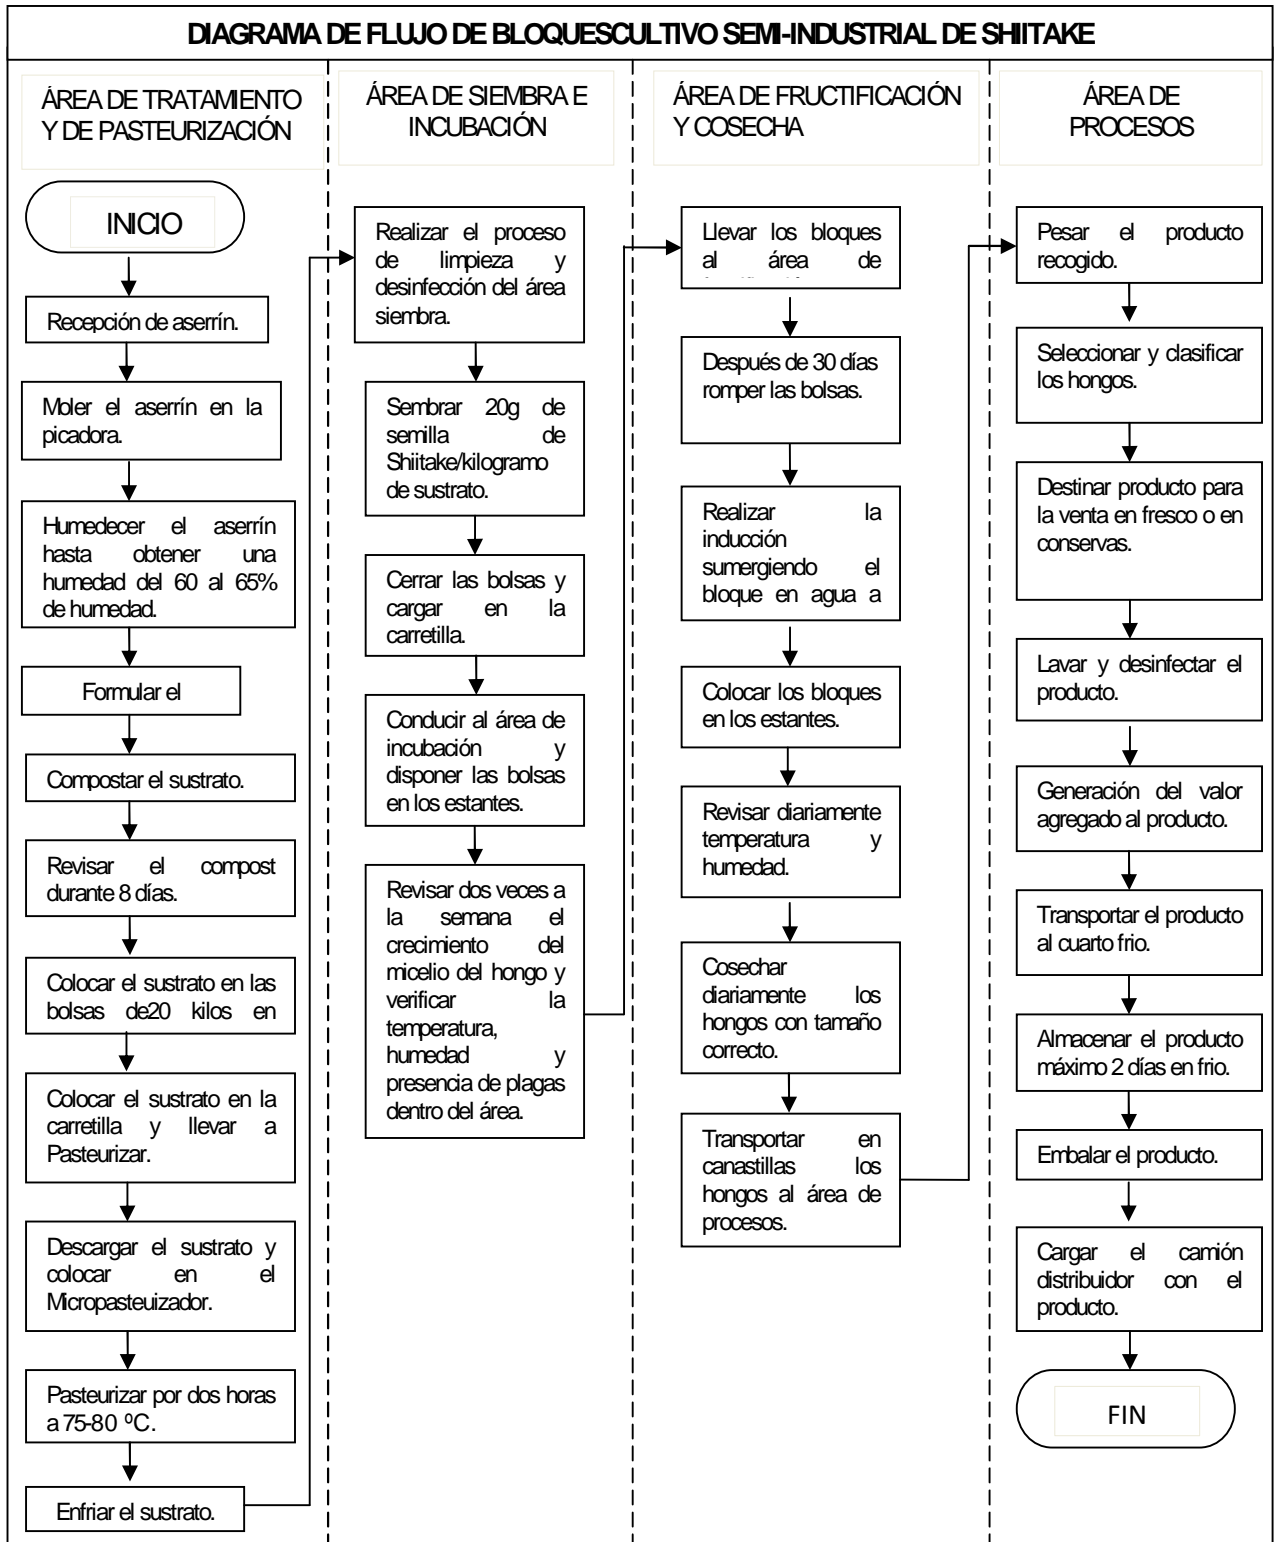 DIAGRAMA DE FLUJO DE BLOQUESCULTIVO SEMI-INDUSTRIAL DE SHIITAKE
ÁREA DE TRATAMIENTO
Y DE PASTEURIZACIÓN
INICIO
Recepción de aserrín.
Moler el aserrín en la
picadora.
Humedecer el aserrín
hasta obtener una
humedad del 60 al 65%
de humedad.
Formular el
Compostar el sustrato.
Revisar el compost
durante 8 días.
Colocar el sustrato en las
bolsas de20 kilos en
Colocar el sustrato en la
carretilla y llevar a
Pasteurizar.
Descargar el sustrato y
colocar en el
Micropasteuizador.
Pasteurizar por dos horas
a 75-80 ºC.
Enfriar el sustrato.
ÁREA DE SIEMBRA E
INCUBACIÓN
Realizar el proceso
de limpieza y
desinfección del área
siembra.
Sembrar 20g de
semilla de
Shiitake/kilogramo
de sustrato.
Cerrar las bolsas y
cargar en la
carretilla.
Conducir al área de
incubación y
disponer las bolsas
en los estantes.
Revisar dos veces a
la semana el
crecimiento del
micelio del hongo y
verificar la
temperatura,
humedad y
presencia de plagas
dentro del área.
ÁREA DE FRUCTIFICACIÓN
Y COSECHA
Llevar los bloques
al área de
Después de 30 días
romper las bolsas.
Realizar la
inducción
sumergiendo el
bloque en agua a
Colocar los bloques
en los estantes.
Revisar diariamente
temperatura y
humedad.
Cosechar
diariamente los
hongos con tamaño
correcto.
Transportar en
canastillas los
hongos al área de
procesos.
ÁREA DE
PROCESOS
Pesar el producto
recogido.
Seleccionar y clasificar
los hongos.
Destinar producto para
la venta en fresco o en
conservas.
Lavar y desinfectar el
producto.
Generación del valor
agregado al producto.
Transportar el producto
al cuarto frio.
Almacenar el producto
máximo 2 días en frio.
Embalar el producto.
Cargar el camión
distribuidor con el
producto.
FIN